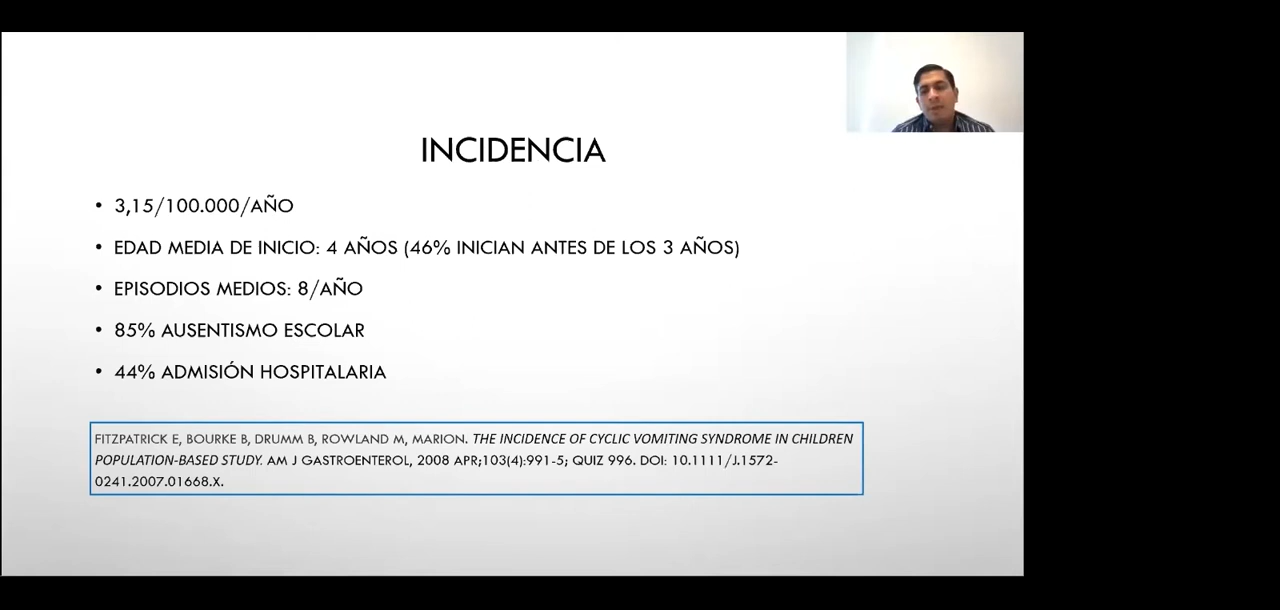 INCIDENCIA
• 3,15/100.000/AÑO
• EDAD MEDIA DE INICIO: 4 AÑOS (46% INICIAN ANTES DE LOS 3 AÑOS)
• EPISODIOS MEDIOS: 8/AÑO
• 85% AUSENTISMO ESCOLAR
• 44% ADMISIÓN HOSPITALARIA
FITZPATRICK E, BOURKE B, DRUMM B, ROWLAND M, MARION. THE INCIDENCE OF CYCLIC VOMITING SYNDROME IN CHILDREN
POPULATION-BASED STUDY. AM J GASTROENTEROL, 2008 APR;103(4):991-5; QUIZ 996. DOI: 10.1111/J.1572-
0241.2007.01668.X.